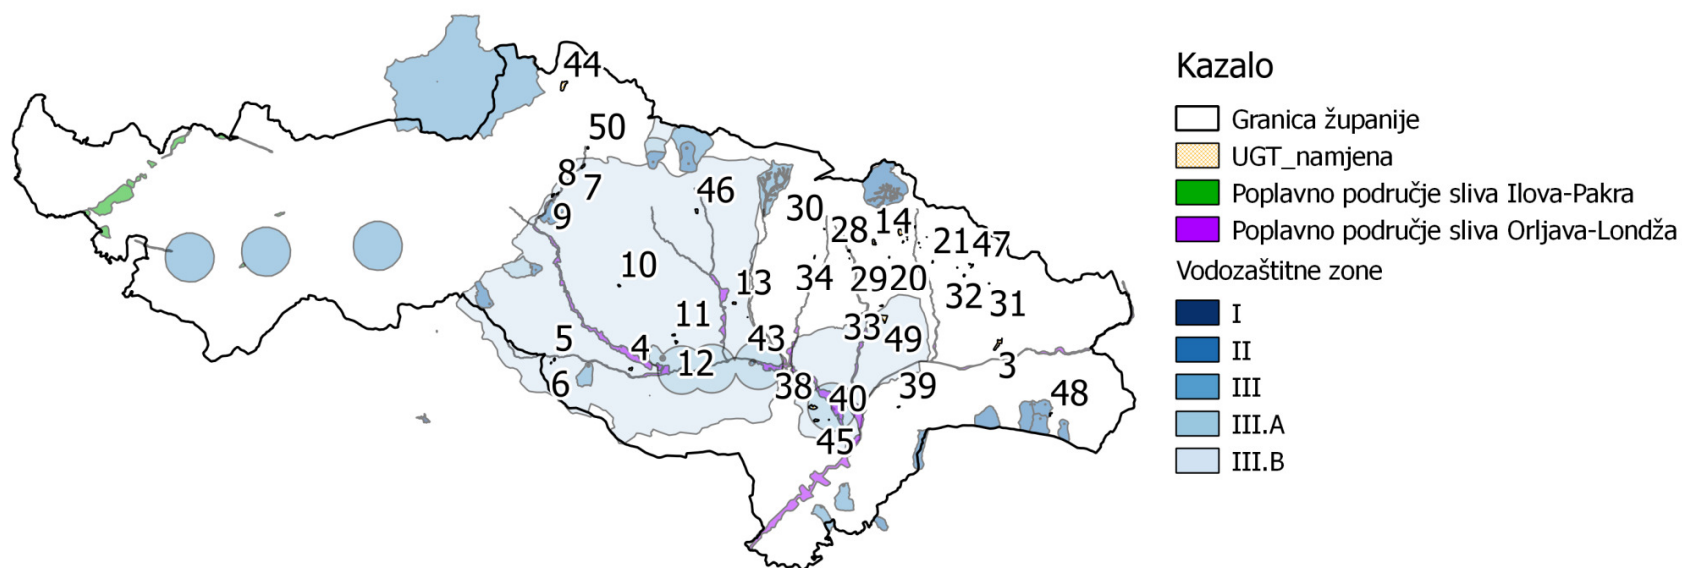 44
50
8
7
9
46
30
28
14
21
47
10
13
34
29
20
32
31
11
5
4
12
43
33
49
3
6
38
40
39
48
45
Kazalo
Granica županije
UGT_namjena
Poplavno područje sliva Ilova-Pakra
Poplavno područje sliva Orljava-Londža
Vodozaštitne zone
I
II
III
III.A
III.B